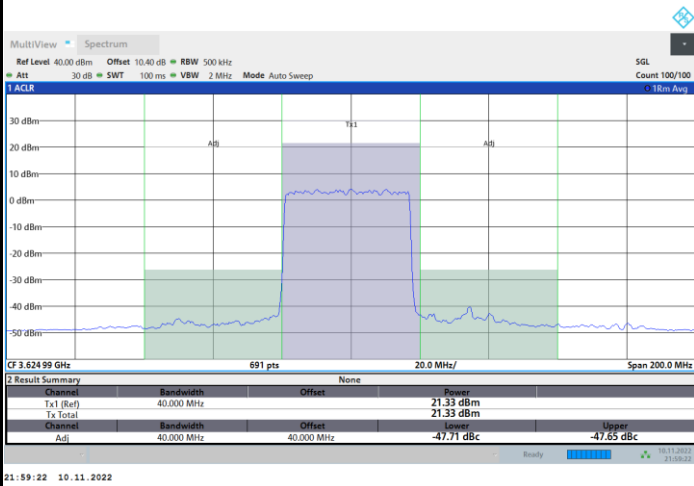 MultiView Spectrum
Ref Level 40.00 dBm Offset 10.40 dB RBW 500 kHz SGL
Att 30 dB SWT 100 ms VBW 2 MHz Mode Auto Sweep Count 100/100
1 ACLR 1Rm Avg
30 dBm
Tx1
20 dBm Adj Adj
10 dBm
0 dBm
-10 dBm
-20 dBm
-30 dBm
-40 dBm
-50 dBm
CF 3.624 99 GHz 691 pts 20.0 MHz/ Span 200.0 MHz
2 Result Summary None
Channel Bandwidth Offset Power
Tx1 (Ref) 40.000 MHz 21.33 dBm
Tx Total 21.33 dBm
Channel Bandwidth Offset Lower Upper
Adj 40.000 MHz 40.000 MHz -47.71 dBc -47.65 dBc
Ready 10.11.2022
21:59:22
21:59:22 10.11.2022